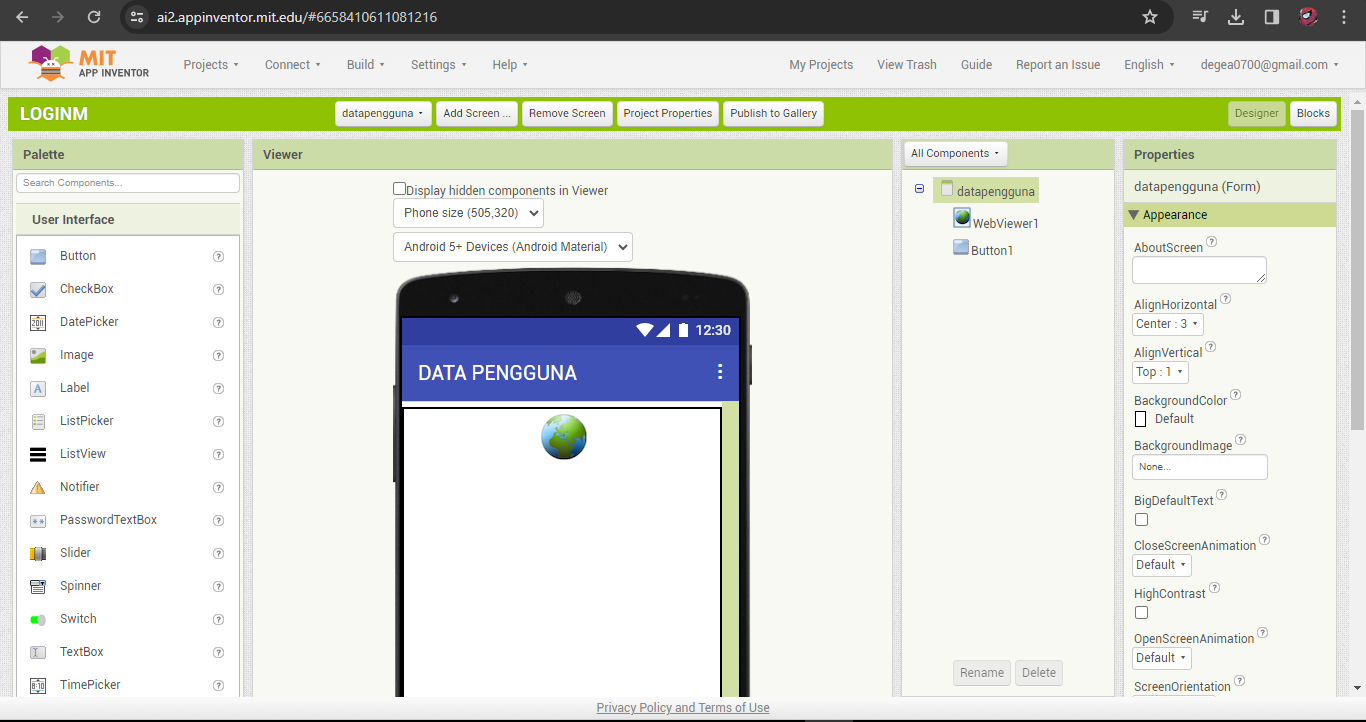 ai2.appinventor.mit.edu/#6658410611081216
MIT
APP INVENTOR
Projects
Connect
Build
Settings
Help
My Projects
View Trash
Guide
Report an Issue
English
degea0700@gmail.com
LOGINM
datapengguna
Add Screen ...
Remove Screen
Project Properties
Publish to Gallery
Designer
Blocks
Palette
Search Components...
User Interface
Button
CheckBox
DatePicker
Image
Label
ListPicker
ListView
Notifier
PasswordTextBox
Slider
Spinner
Switch
TextBox
TimePicker
Viewer
Display hidden components in Viewer
Phone size (505,320)
Android 5+ Devices (Android Material)
12:30
DATA PENGGUNA
All Components
datapengguna
WebViewer1
Button1
Rename
Delete
Properties
datapengguna (Form)
Appearance
AboutScreen
AlignHorizontal
Center : 3
AlignVertical
Top : 1
BackgroundColor
Default
BackgroundImage
None...
BigDefaultText
CloseScreenAnimation
Default
HighContrast
OpenScreenAnimation
Default
ScreenOrientation
Privacy Policy and Terms of Use